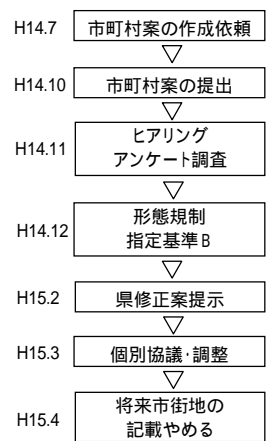 H14.7 市町村案の作成依頼
H14.10 市町村案の提出
H14.11 ヒアリング
アンケート調査
H14.12 形態規制
指定基準B
H15.2 県修正案提示
H15.3 個別協議・調整
H15.4 将来市街地の
記載やめる